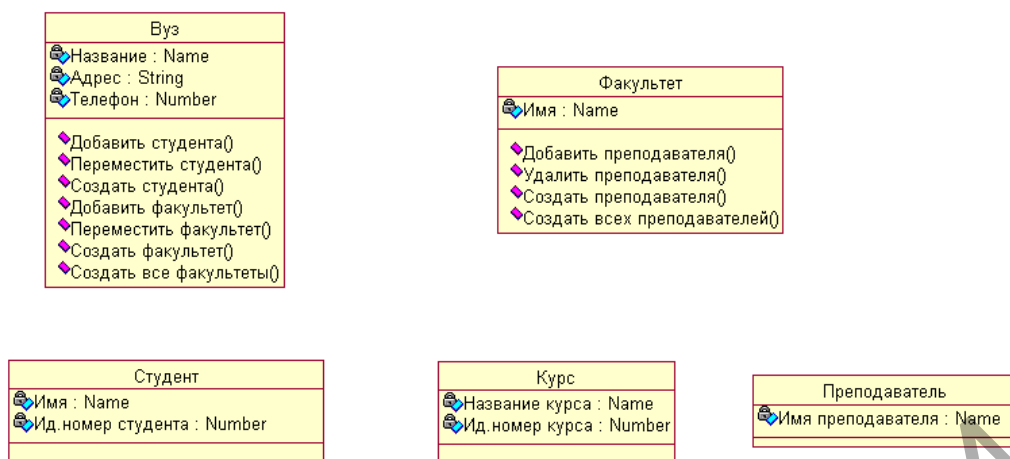 Вуз
Название : Name
Адрес : String
Телефон : Number
Добавить студента()
Переместить студента()
Создать студента()
Добавить факультет()
Переместить факультет()
Создать факультет()
Создать все факультеты()
Факультет
Имя : Name
Добавить преподавателя()
Удалить преподавателя()
Создать преподавателя()
Создать всех преподавателей()
Студент
Имя : Name
Ид.номер студента : Number
Курс
Название курса : Name
Ид.номер курса : Number
Преподаватель
Имя преподавателя : Name